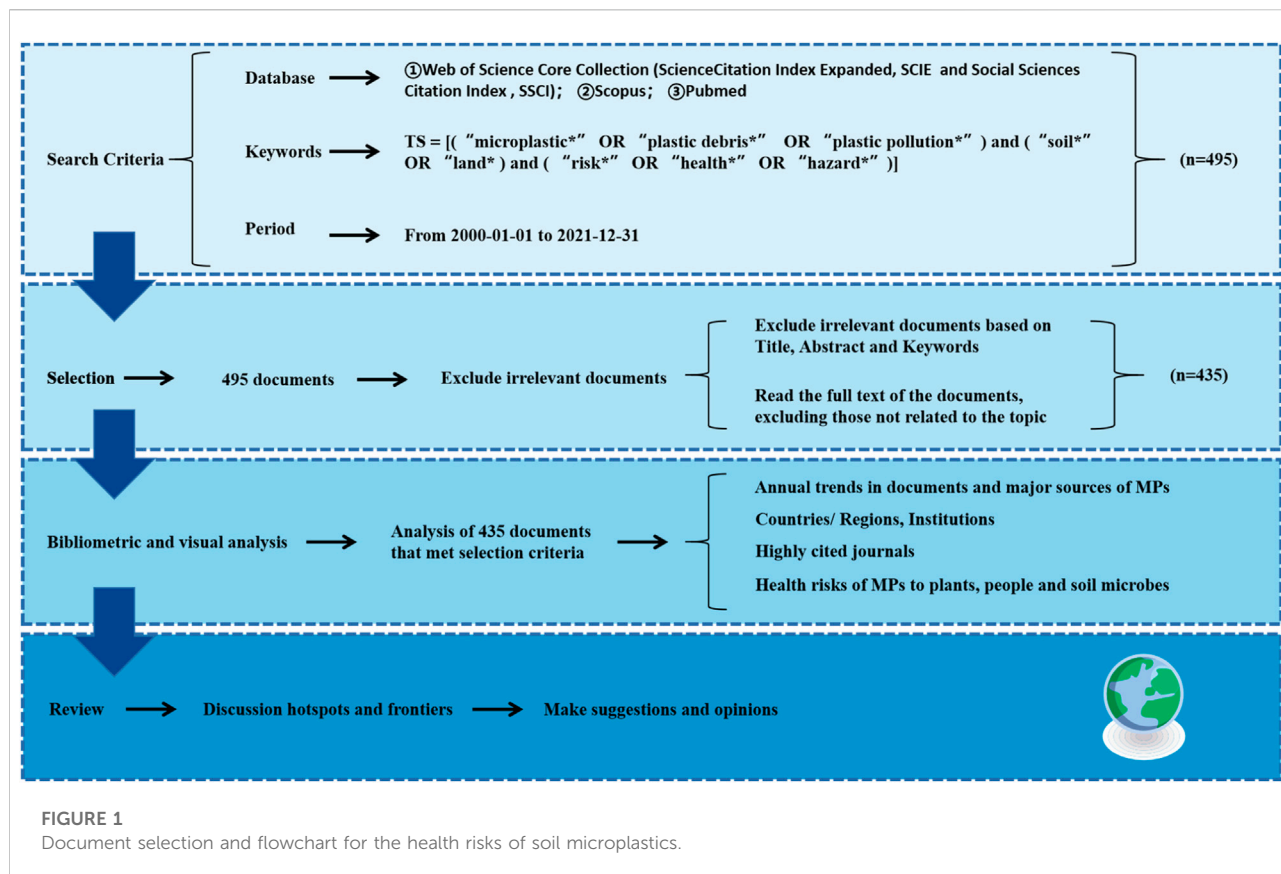 Search Criteria
Database
①Web of Science Core Collection (ScienceCitation Index Expanded, SCIE and Social Sciences
Citation Index , SSCI); ②Scopus; ③Pubmed
Keywords
TS = [( “microplastic*” OR “plastic debris*” OR “plastic pollution*” ) and ( “soil*”
OR “land* ) and ( “risk*” OR “health*” OR “hazard*” )]
Period
From 2000-01-01 to 2021-12-31
(n=495)
Selection
495 documents
Exclude irrelevant documents
Exclude irrelevant documents based on
Title, Abstract and Keywords
Read the full text of the documents,
excluding those not related to the topic
(n=435)
Bibliometric and visual analysis
Analysis of 435 documents
that met selection criteria
Annual trends in documents and major sources of MPs
Countries/ Regions, Institutions
Highly cited journals
Health risks of MPs to plants, people and soil microbes
Review
Discussion hotspots and frontiers
Make suggestions and opinions
FIGURE 1
Document selection and flowchart for the health risks of soil microplastics.